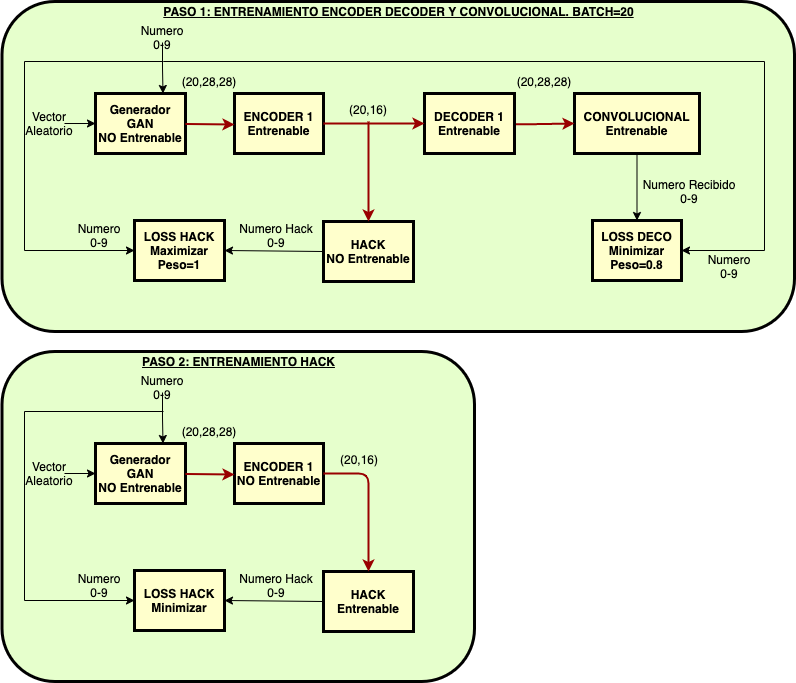 PASO 1: ENTRENAMIENTO ENCODER DECODER Y CONVOLUCIONAL. BATCH=20
Numero
0-9
(20,28,28)
(20,16)
(20,28,28)
Vector
Aleatorio
Generador
GAN
NO Entrenable
ENCODER 1
Entrenable
DECODER 1
Entrenable
CONVOLUCIONAL
Entrenable
Numero Recibido
0-9
Numero
0-9
LOSS HACK
Maximizar
Peso=1
Numero Hack
0-9
HACK
NO Entrenable
LOSS DECO
Minimizar
Peso=0.8
Numero
0-9
PASO 2: ENTRENAMIENTO HACK
Numero
0-9
(20,28,28)
(20,16)
Vector
Aleatorio
Generador
GAN
NO Entrenable
ENCODER 1
NO Entrenable
Numero
0-9
LOSS HACK
Minimizar
Numero Hack
0-9
HACK
Entrenable